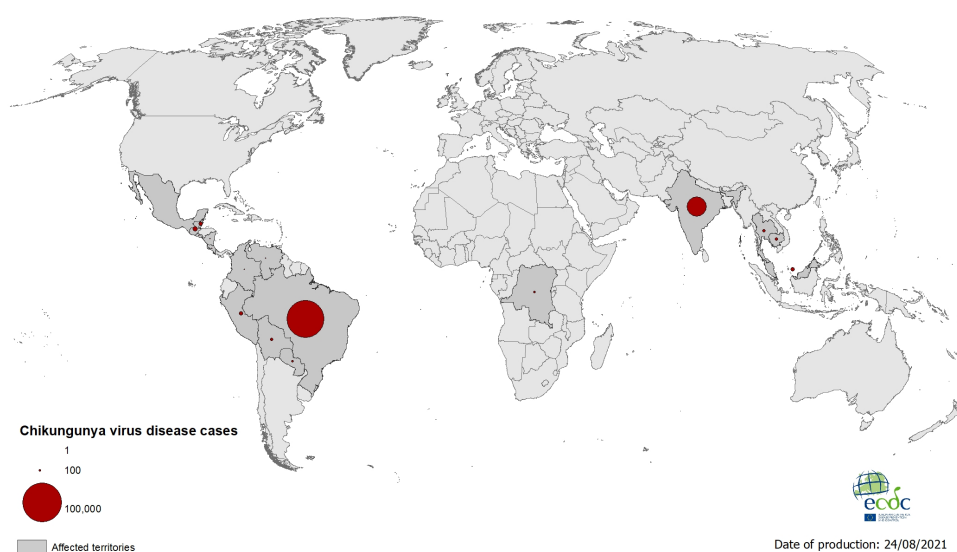 Chikungunya virus disease cases
1
100
100,000
Affected territories
ecdc
Date of production: 24/08/2021